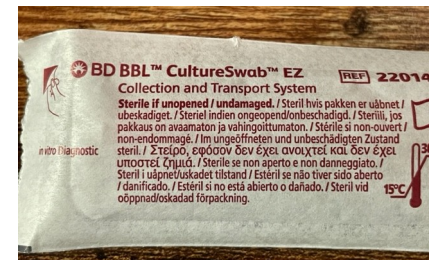 BD BBL™ CultureSwab™ EZ
REF 22014
Collection and Transport System
Sterile if unopened / undamaged. / Steril hvis pakken er uåbnet /
ubeskadiget. / Steriel indien ongeopend/onbeschadigd. / Steriili, jos
pakkaus on avaamaton ja vahingoittumaton. / Stérile si non-ouvert /
non-endommagé. / Im ungeöffneten und unbeschädigten Zustand
steril. / Στείρο, εφόσον δεν έχει ανοιχτεί και δεν έχει
υποστεί ζημιά. / Sterile se non aperto e non danneggiato. /
Steril i uåpnet/uskadet tilstand / Estéril se não tiver sido aberto
/ danificado. / Estéril si no está abierto o dañado. / Steril vid
oöppnad/oskadad förpackning.
in vitro Diagnostic
15°C